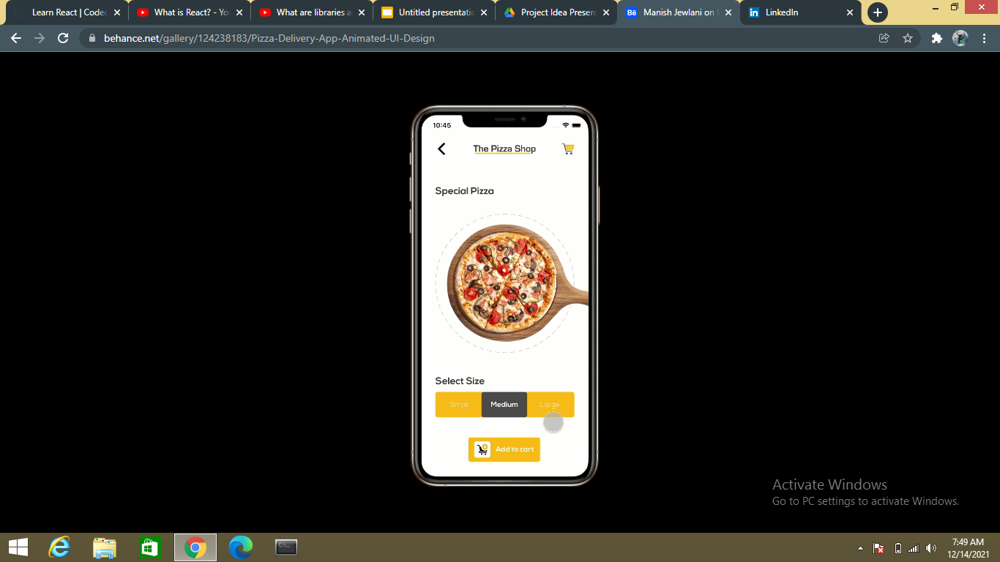 Learn React | Codec
What is React? - Yo
What are libraries a
Untitled presentatio
Project Idea Presen
Bē
Manish Jewlani on
in
LinkedIn
behance.net/gallery/124238183/Pizza-Delivery-App-Animated-UI-Design
10:45
The Pizza Shop
Special Pizza
Select Size
Small Medium Large
Add to cart
Activate Windows
Go to PC settings to activate Windows.
7:49 AM
12/14/2021